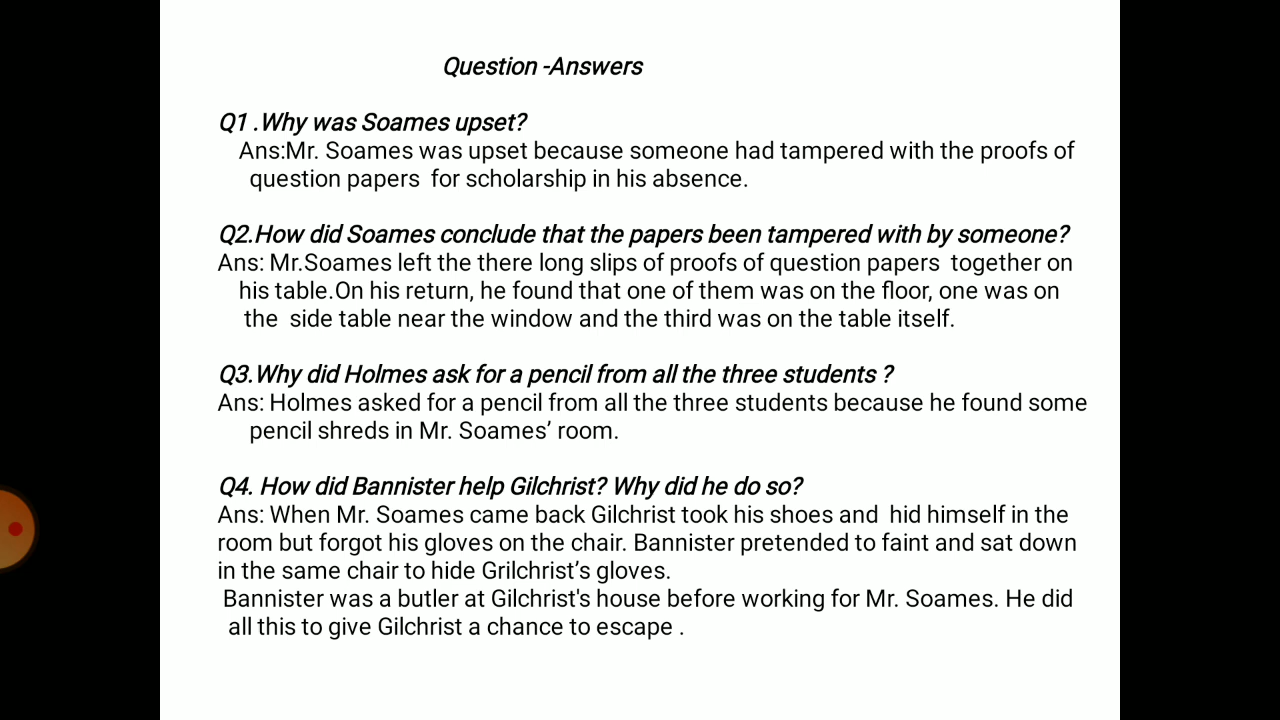 Question -Answers
Q1 .Why was Soames upset?
Ans:Mr. Soames was upset because someone had tampered with the proofs of
question papers for scholarship in his absence.
Q2.How did Soames conclude that the papers been tampered with by someone?
Ans: Mr.Soames left the there long slips of proofs of question papers together on
his table.On his return, he found that one of them was on the floor, one was on
the side table near the window and the third was on the table itself.
Q3.Why did Holmes ask for a pencil from all the three students ?
Ans: Holmes asked for a pencil from all the three students because he found some
pencil shreds in Mr. Soames’ room.
Q4. How did Bannister help Gilchrist? Why did he do so?
Ans: When Mr. Soames came back Gilchrist took his shoes and hid himself in the
room but forgot his gloves on the chair. Bannister pretended to faint and sat down
in the same chair to hide Grilchrist’s gloves.
Bannister was a butler at Gilchrist's house before working for Mr. Soames. He did
all this to give Gilchrist a chance to escape .